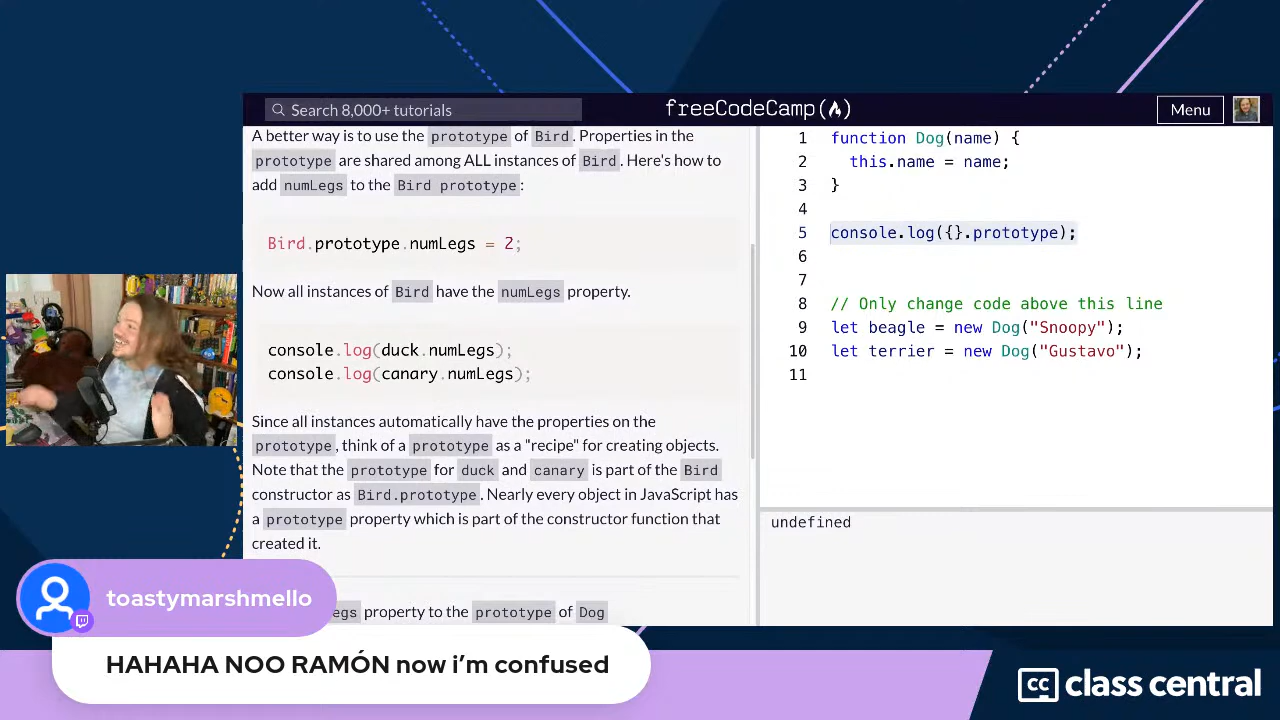 Search 8,000+ tutorials
freeCodeCamp
Menu
A better way is to use the prototype of Bird. Properties in the
prototype are shared among ALL instances of Bird. Here's how to
add numLegs to the Bird prototype:
Bird.prototype.numLegs = 2;
Now all instances of Bird have the numLegs property.
console.log(duck.numLegs);
console.log(canary.numLegs);
Since all instances automatically have the properties on the
prototype, think of a prototype as a "recipe" for creating objects.
Note that the prototype for duck and canary is part of the Bird
constructor as Bird.prototype. Nearly every object in JavaScript has
a prototype property which is part of the constructor function that
created it.
egs property to the prototype of Dog
1 function Dog(name) {
2 this.name = name;
3 }
4
5 console.log({}.prototype);
6
7
8 // Only change code above this line
9 let beagle = new Dog("Snoopy");
10 let terrier = new Dog("Gustavo");
11
undefined
toastymarshmello
HAHAHA NOO RAMÓN now i'm confused
cc class central